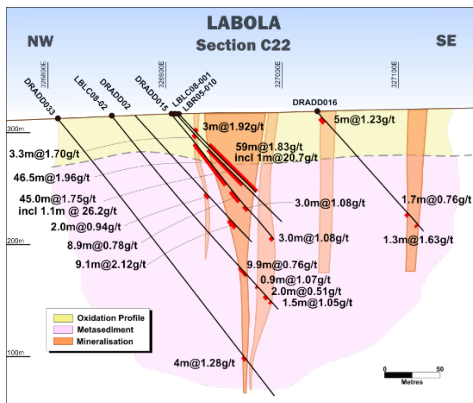 LABOLA
Section C22
NW
SE
326800E
326900E
327000E
327100E
DRADD033
LBLC08-02
DRADD02
DRADD015
LBLC08-001
LBR05-010
DRADD016
300m
200m
100m
3m@1.92g/t
5m@1.23g/t
59m@1.83g/t
incl 1m@20.7g/t
3.3m@1.70g/t
46.5m@1.96g/t
45.0m@1.75g/t
incl 1.1m @ 26.2g/t
2.0m@0.94g/t
8.9m@0.78g/t
9.1m@2.12g/t
3.0m@1.08g/t
3.0m@1.08g/t
1.7m@0.76g/t
1.3m@1.63g/t
9.9m@0.76g/t
0.9m@1.07g/t
2.0m@0.51g/t
1.5m@1.05g/t
4m@1.28g/t
Oxidation Profile
Metasediment
Mineralisation
0
50
Metres